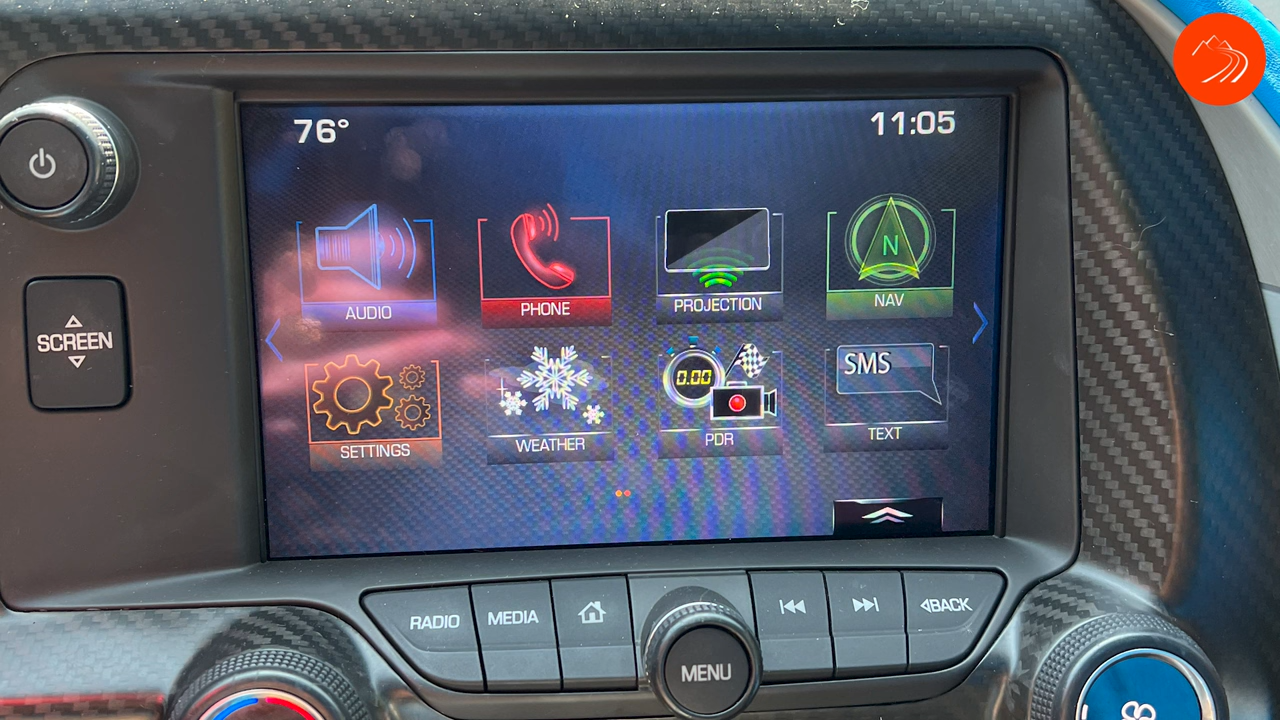 76°
11:05
AUDIO
PHONE
PROJECTION
N
NAV
SCREEN
SETTINGS
WEATHER
0.00
PDR
SMS
TEXT
RADIO
MEDIA
BACK
MENU